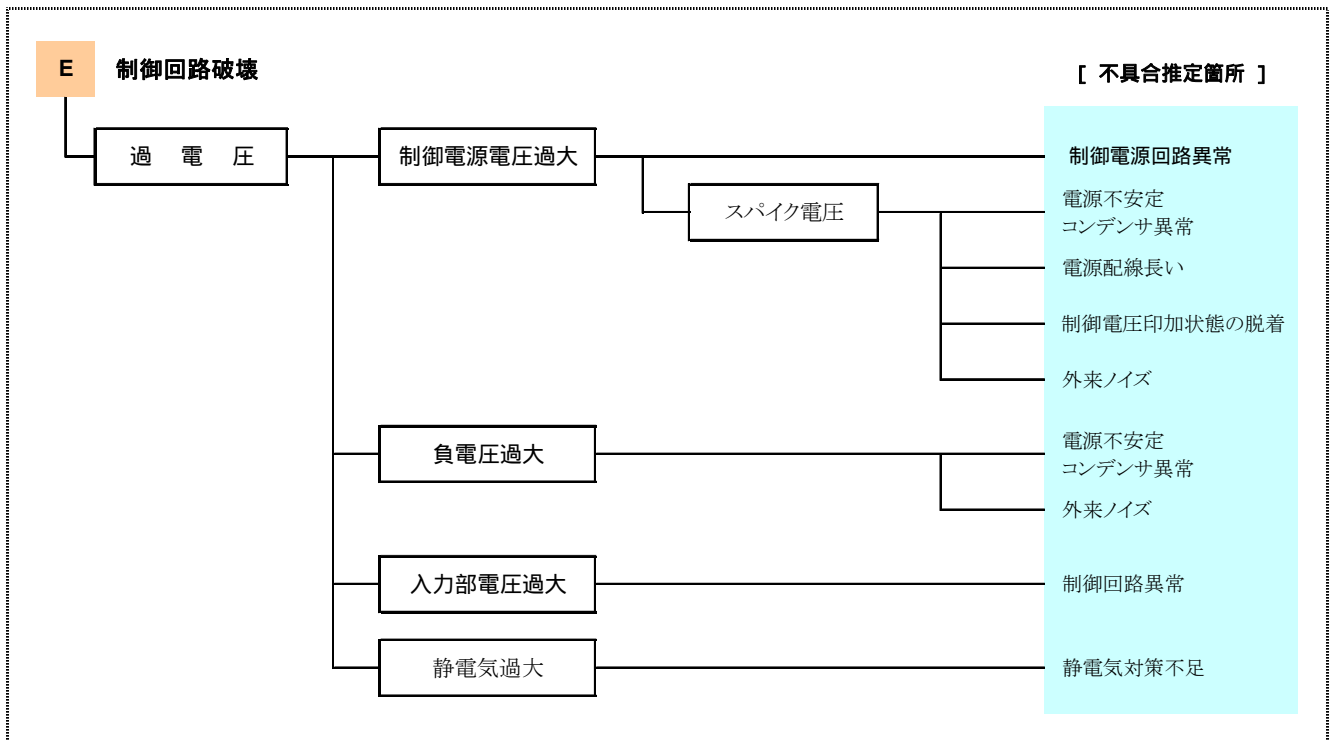 E 制御回路破壊
[ 不具合推定箇所 ]
過 電 圧
制御電源電圧過大
制御電源回路異常
スパイク電圧
電源不安定
コンデンサ異常
電源配線長い
制御電圧印加状態の脱着
外来ノイズ
負電圧過大
電源不安定
コンデンサ異常
外来ノイズ
入力部電圧過大
制御回路異常
静電気過大
静電気対策不足